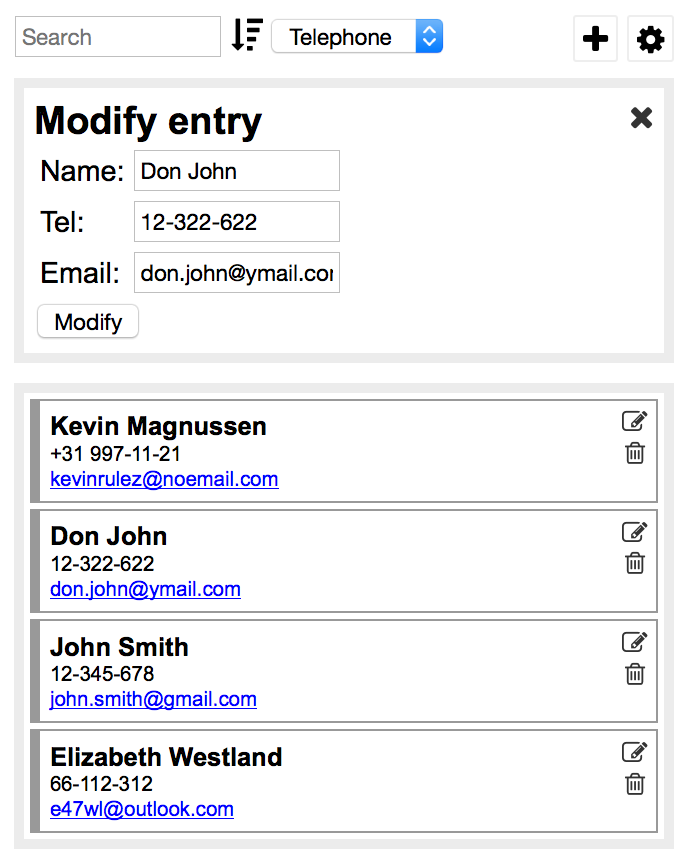 Search
Telephone
Modify entry
Name: Don John
Tel: 12-322-622
Email: don.john@ymail.co
Modify
Kevin Magnussen
+31 997-11-21
kevinrulez@noemail.com
Don John
12-322-622
don.john@ymail.com
John Smith
12-345-678
john.smith@gmail.com
Elizabeth Westland
66-112-312
e47wl@outlook.com